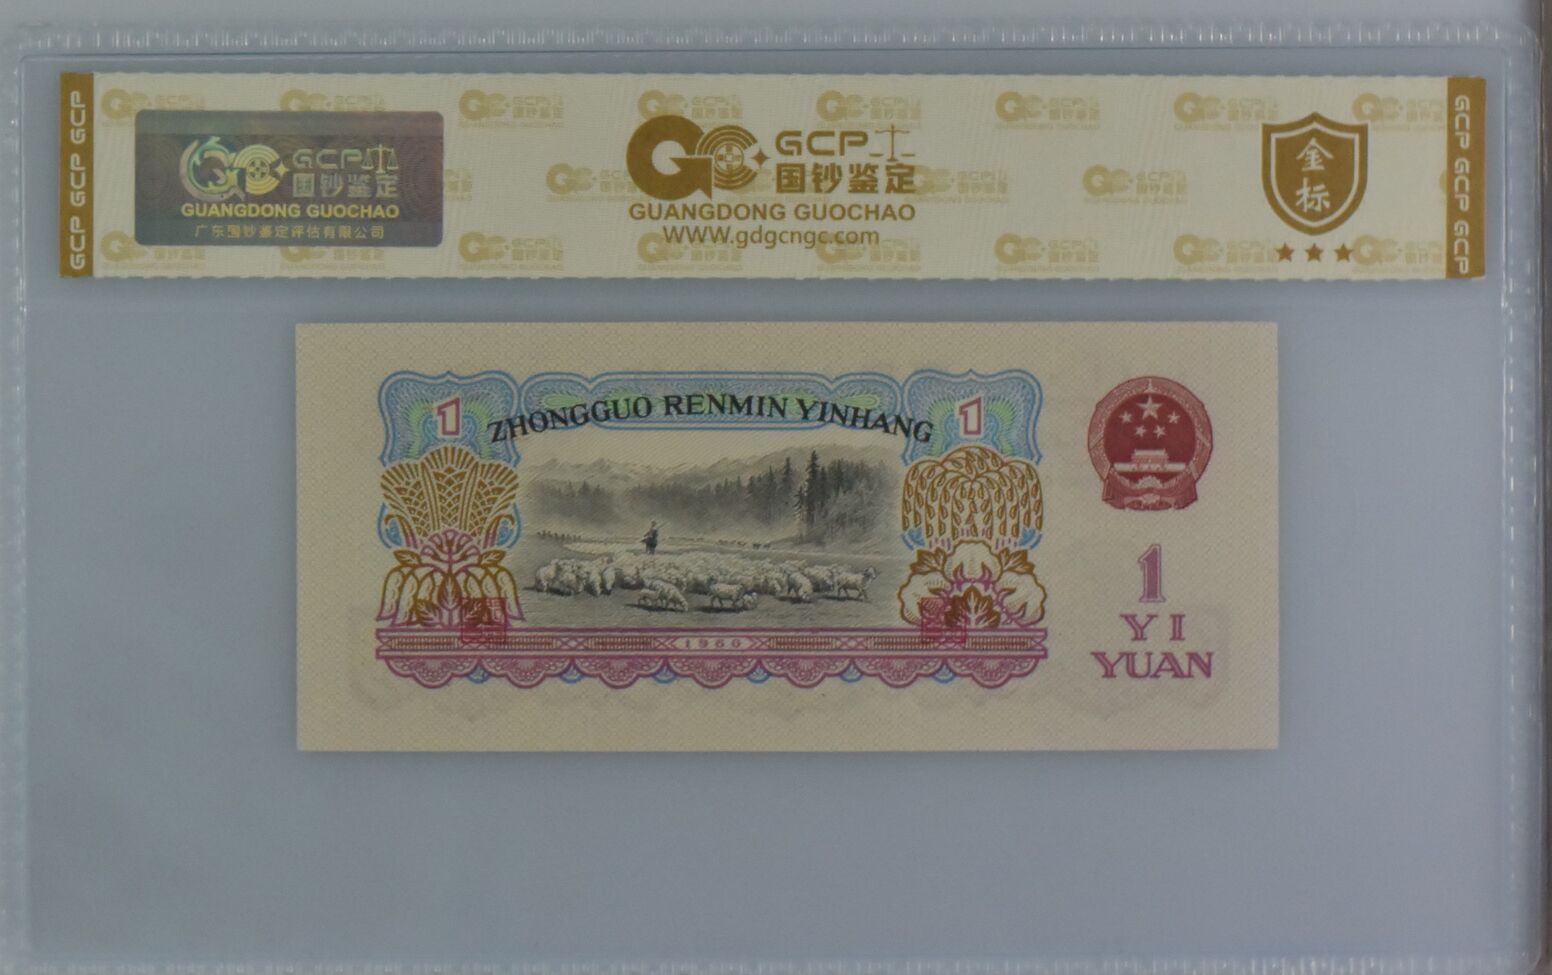 GCP GCP GCP
GCP
国钞鉴定
GUANGDONG GUOCHAO
广东国钞鉴定评估有限公司
GCP
国钞鉴定
GUANGDONG GUOCHAO
WWW.gdgcngc.com
金标
GCP GCP GCP
ZHONGGUO RENMIN YINHANG
1
1
1960
1
YI
YUAN